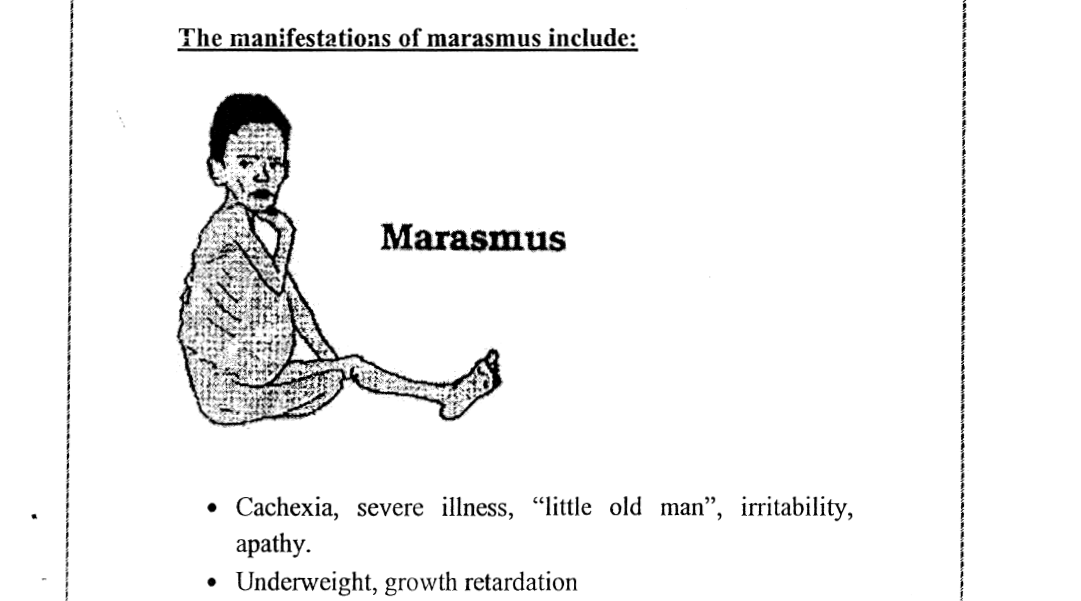 The manifestations of marasmus include:
Marasmus
• Cachexia, severe illness, “little old man”, irritability,
apathy.
• Underweight, growth retardation